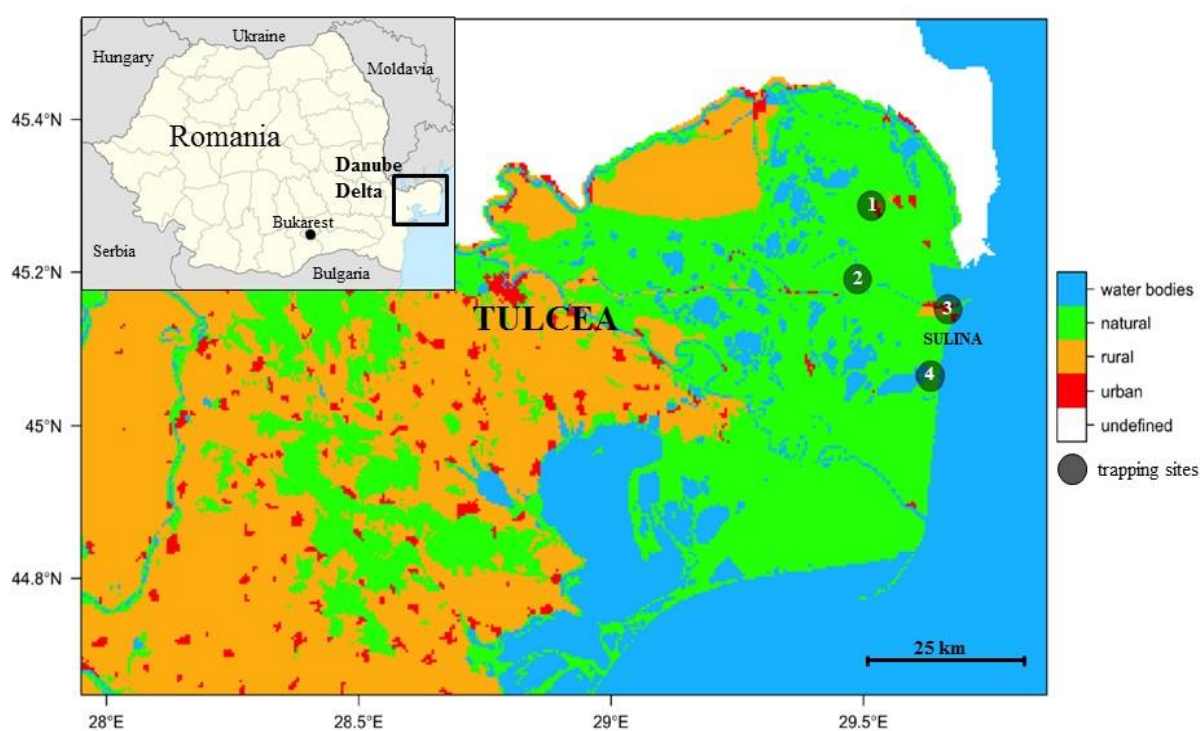 Ukraine
Hungary
Moldavia
Romania
Danube
Delta
Bukarest
Serbia
Bulgaria
45.4°N
45.2°N
45°N
44.8°N
28°E
28.5°E
29°E
29.5°E
TULCEA
1
2
3
SULINA
4
25 km
water bodies
natural
rural
urban
undefined
trapping sites